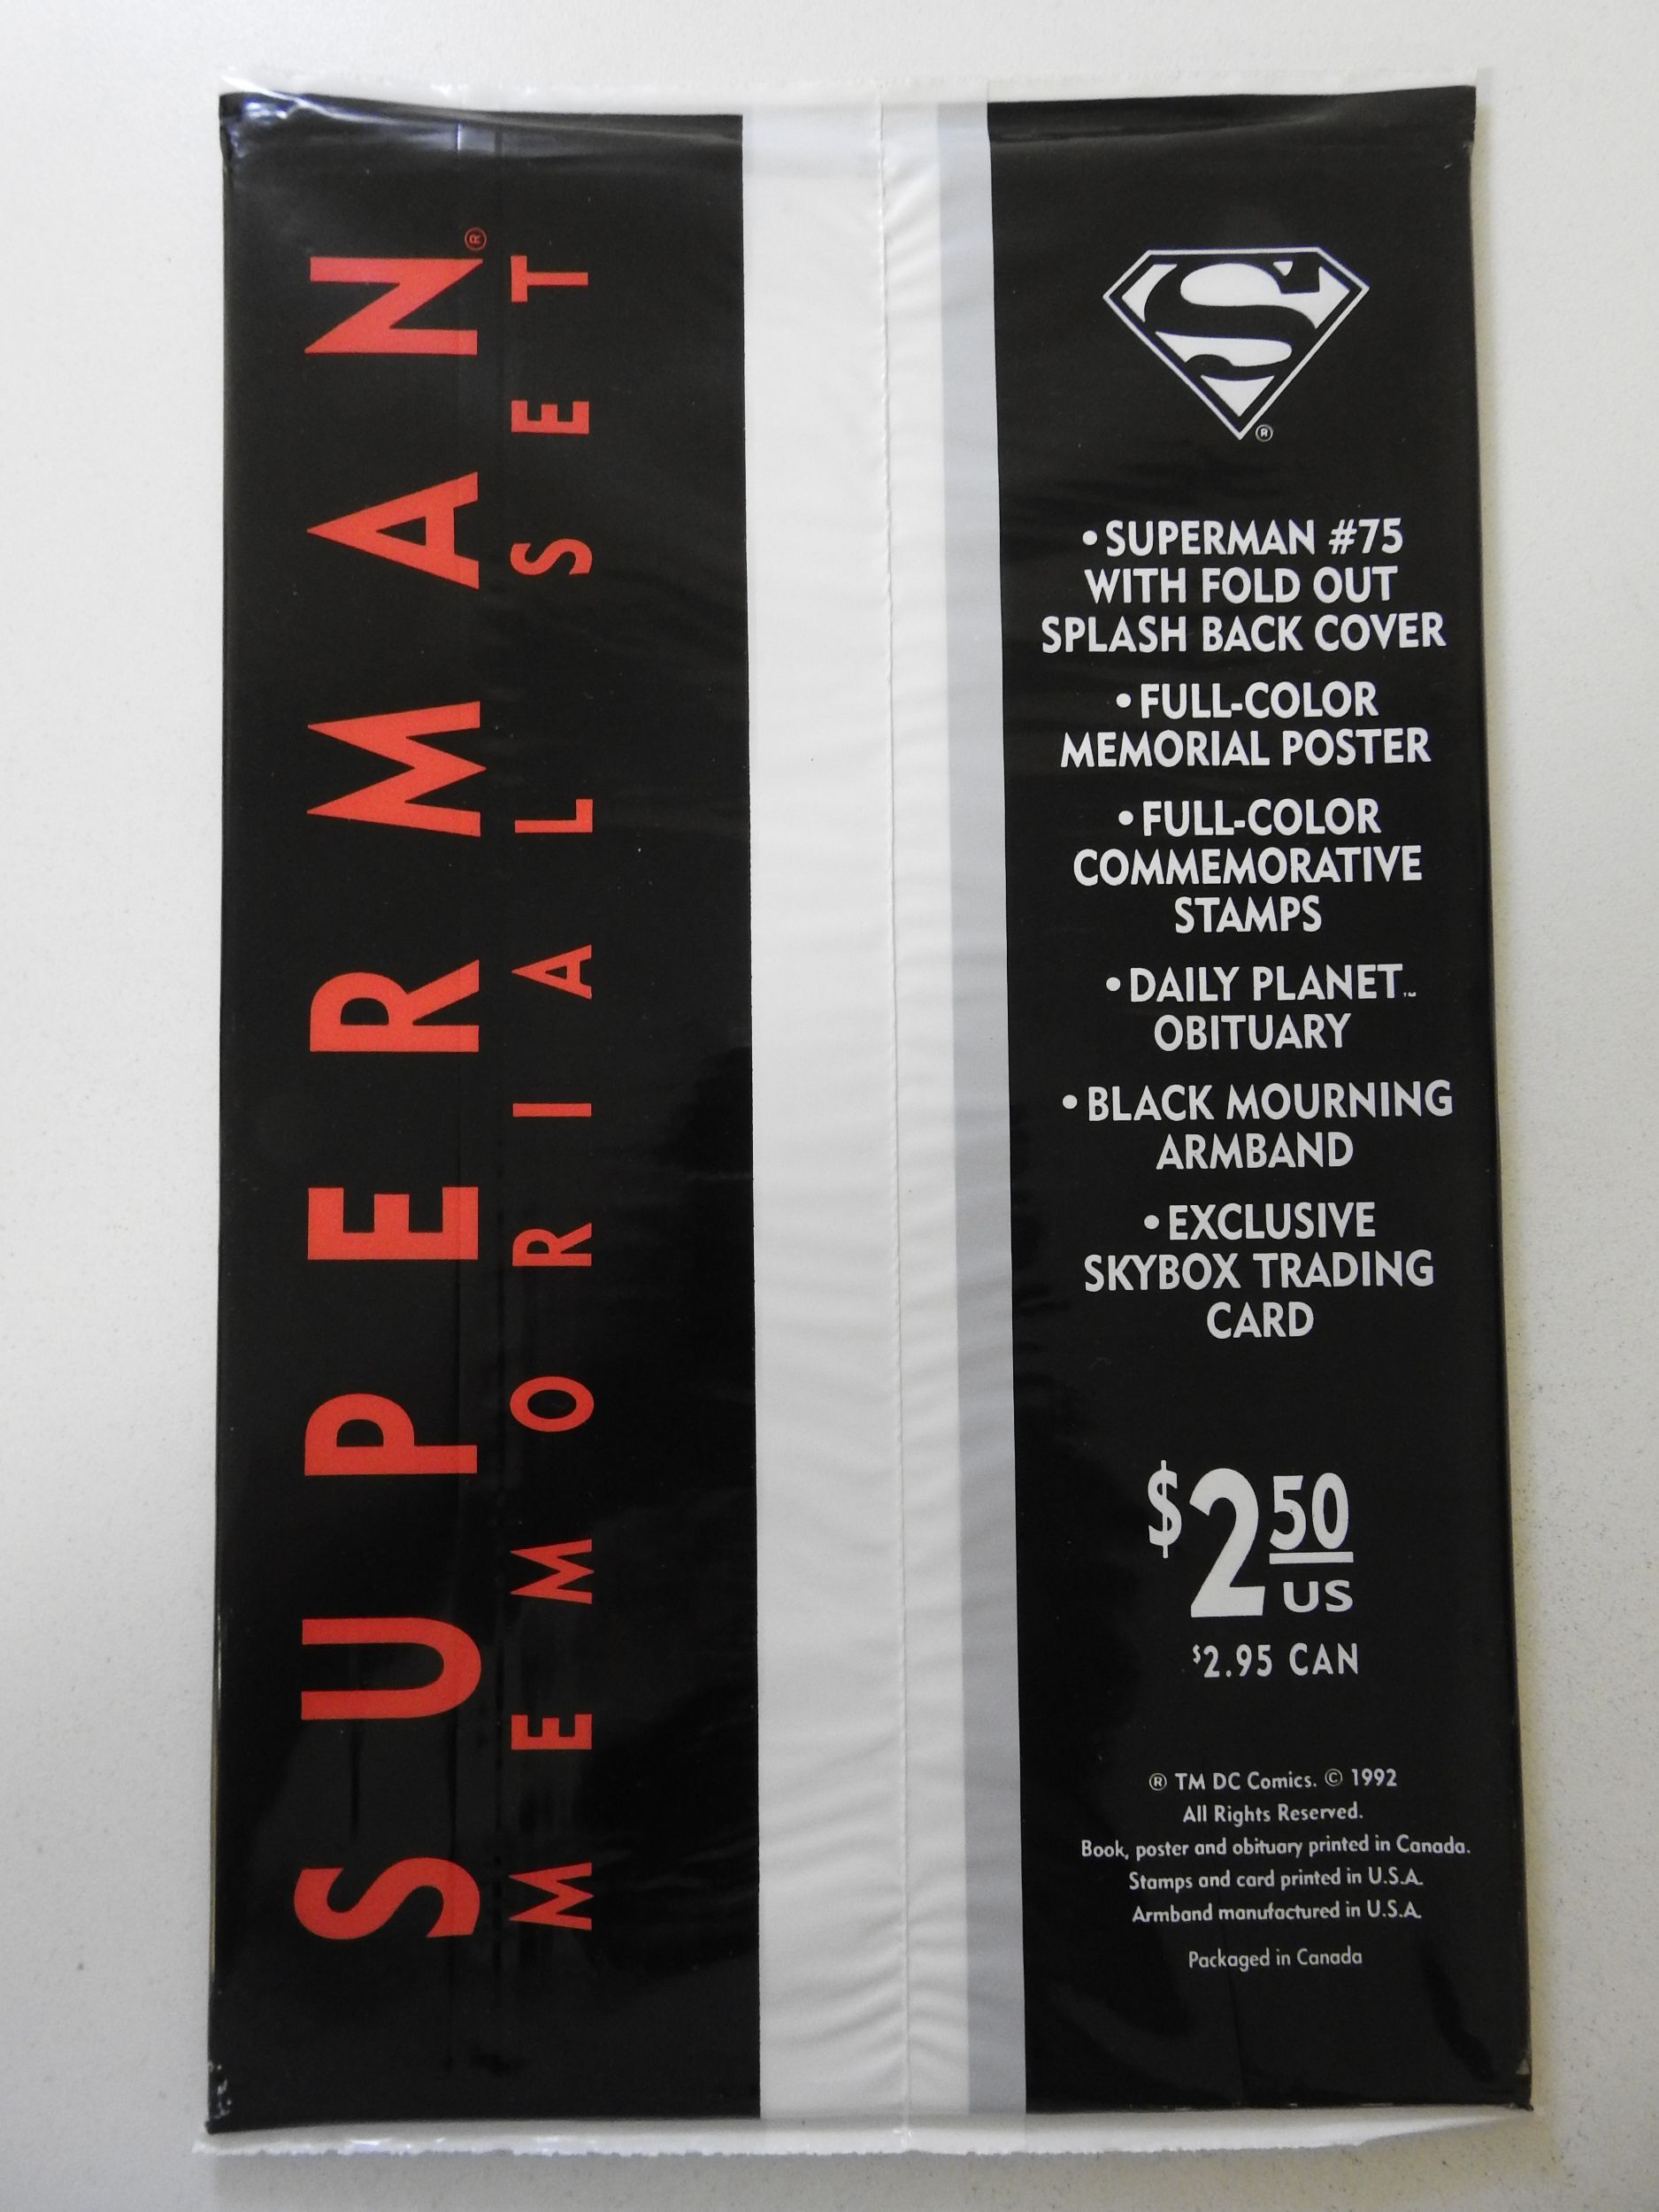 SUPERMAN®
MEMORIAL SET
S
®
• SUPERMAN #75
WITH FOLD OUT
SPLASH BACK COVER
• FULL-COLOR
MEMORIAL POSTER
• FULL-COLOR
COMMEMORATIVE
STAMPS
• DAILY PLANET™
OBITUARY
• BLACK MOURNING
ARMBAND
• EXCLUSIVE
SKYBOX TRADING
CARD
$2.50
US
$2.95 CAN
® TM DC Comics. © 1992
All Rights Reserved.
Book, poster and obituary printed in Canada.
Stamps and card printed in U.S.A.
Armband manufactured in U.S.A.
Packaged in Canada